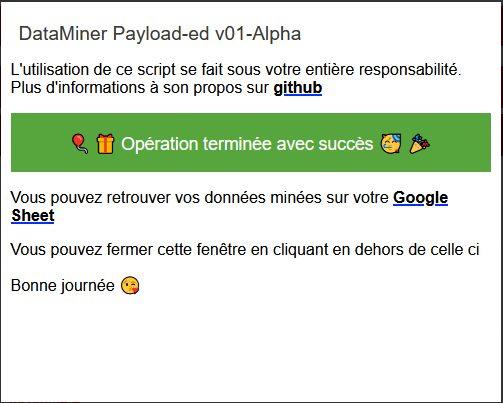 DataMiner Payload-ed v01-Alpha
L'utilisation de ce script se fait sous votre entière responsabilité.
Plus d'informations à son propos sur github
🎈 🎁 Opération terminée avec succès 🥳 🎉
Vous pouvez retrouver vos données minées sur votre Google
Sheet
Vous pouvez fermer cette fenêtre en cliquant en dehors de celle ci
Bonne journée 😘